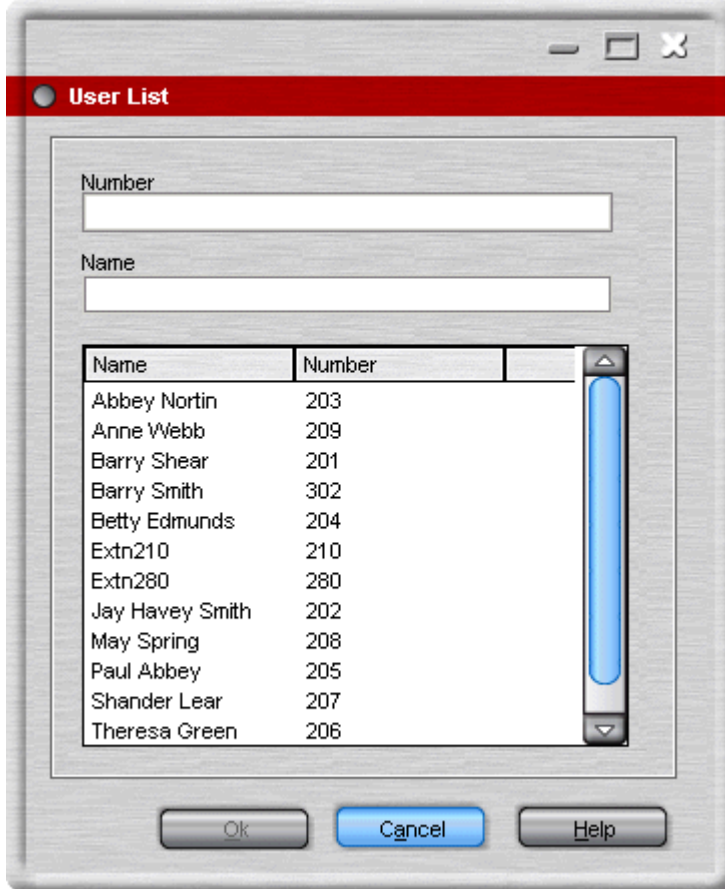 User List
Number
Name
Name Number
Abbey Nortin 203
Anne Webb 209
Barry Shear 201
Barry Smith 302
Betty Edmunds 204
Extn210 210
Extn280 280
Jay Havey Smith 202
May Spring 208
Paul Abbey 205
Shander Lear 207
Theresa Green 206
Ok Cancel Help